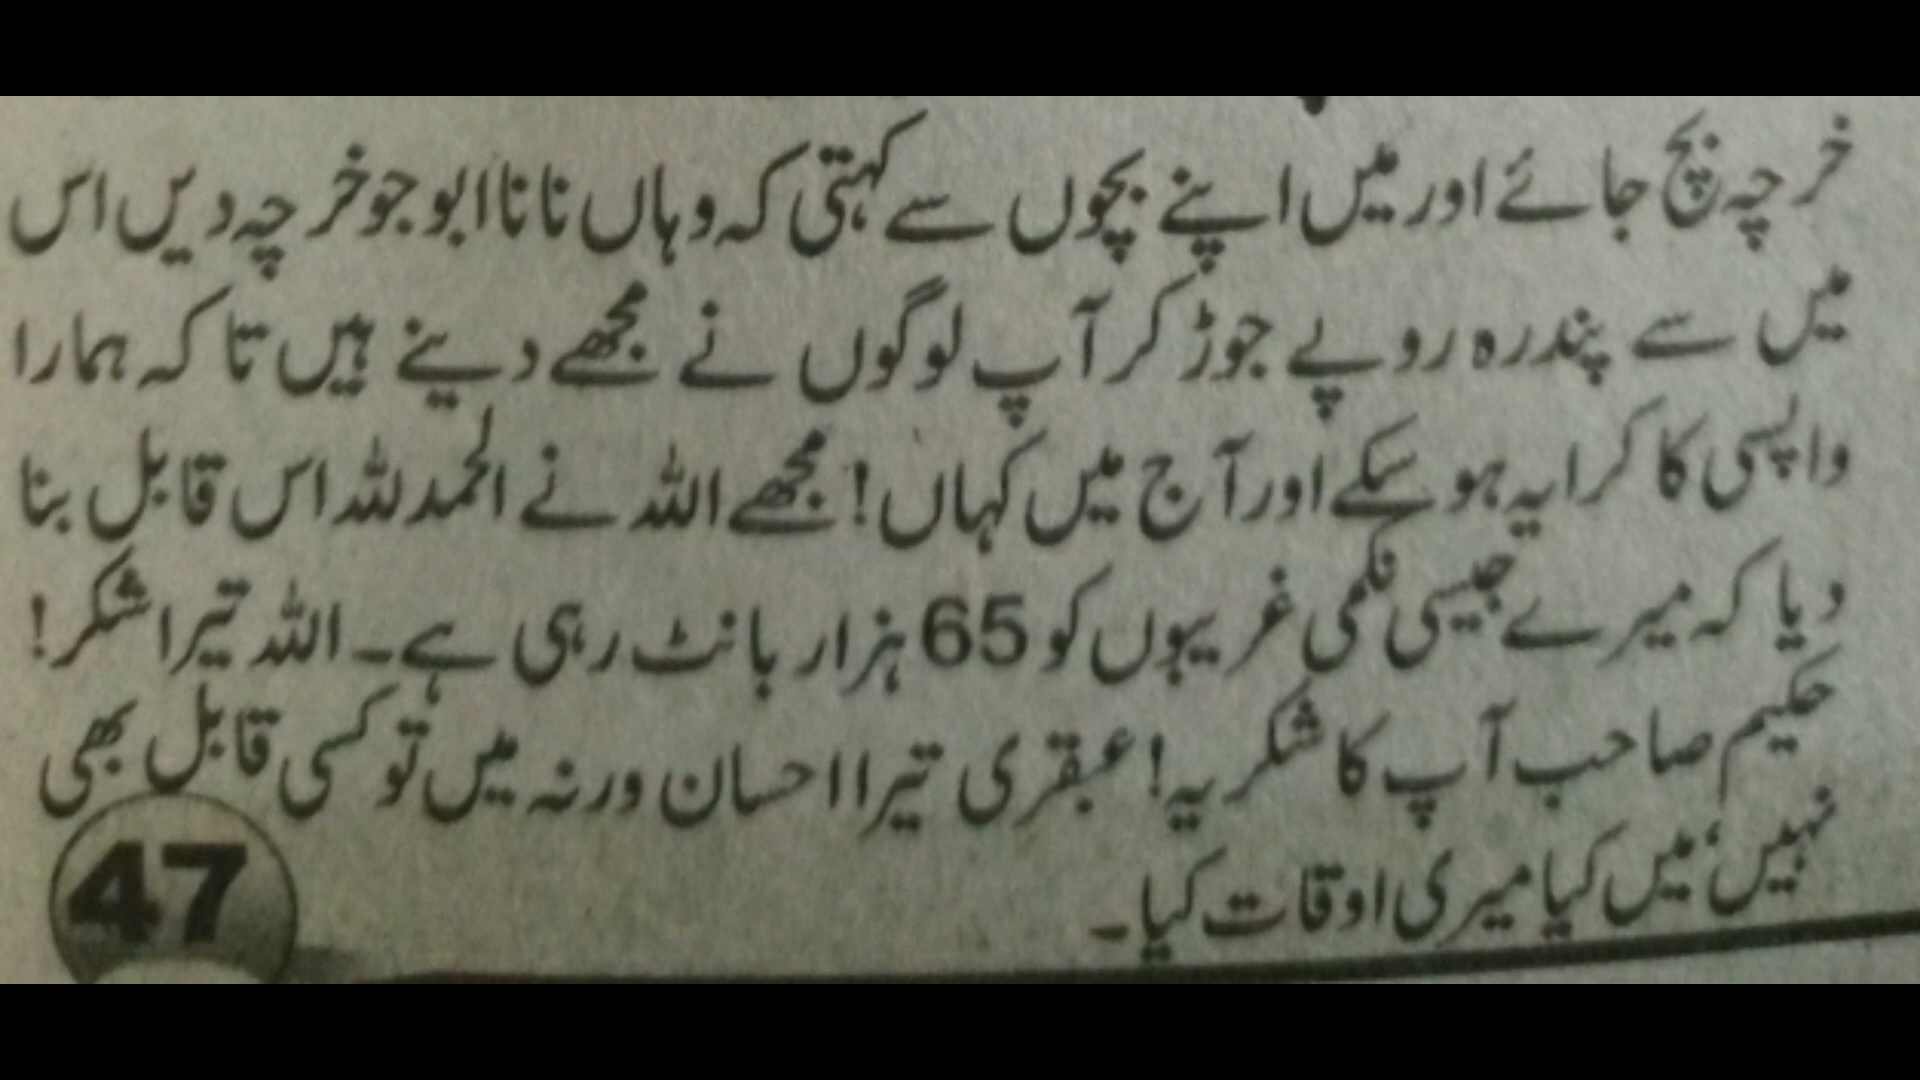 خرچہ بچ جائے اور میں اپنے بچوں سے کہتی کہ وہاں نانا ابو جو خرچہ دیں اس
میں سے پندرہ روپے جوڑ کر آپ لوگوں نے مجھے دینے ہیں تاکہ ہمارا
واپسی کا کرایہ ہو سکے اور آج میں کہاں! مجھے اللہ نے الحمدللہ اس قابل بنا
دیا کہ میرے جیسی نکمی غریبوں کو 65 ہزار بانٹ رہی ہے۔ اللہ تیرا شکر!
حکیم صاحب آپ کا شکریہ! عبقری تیرا احسان ورنہ میں تو کسی قابل بھی
نہیں، میں کیا میری اوقات کیا۔
47